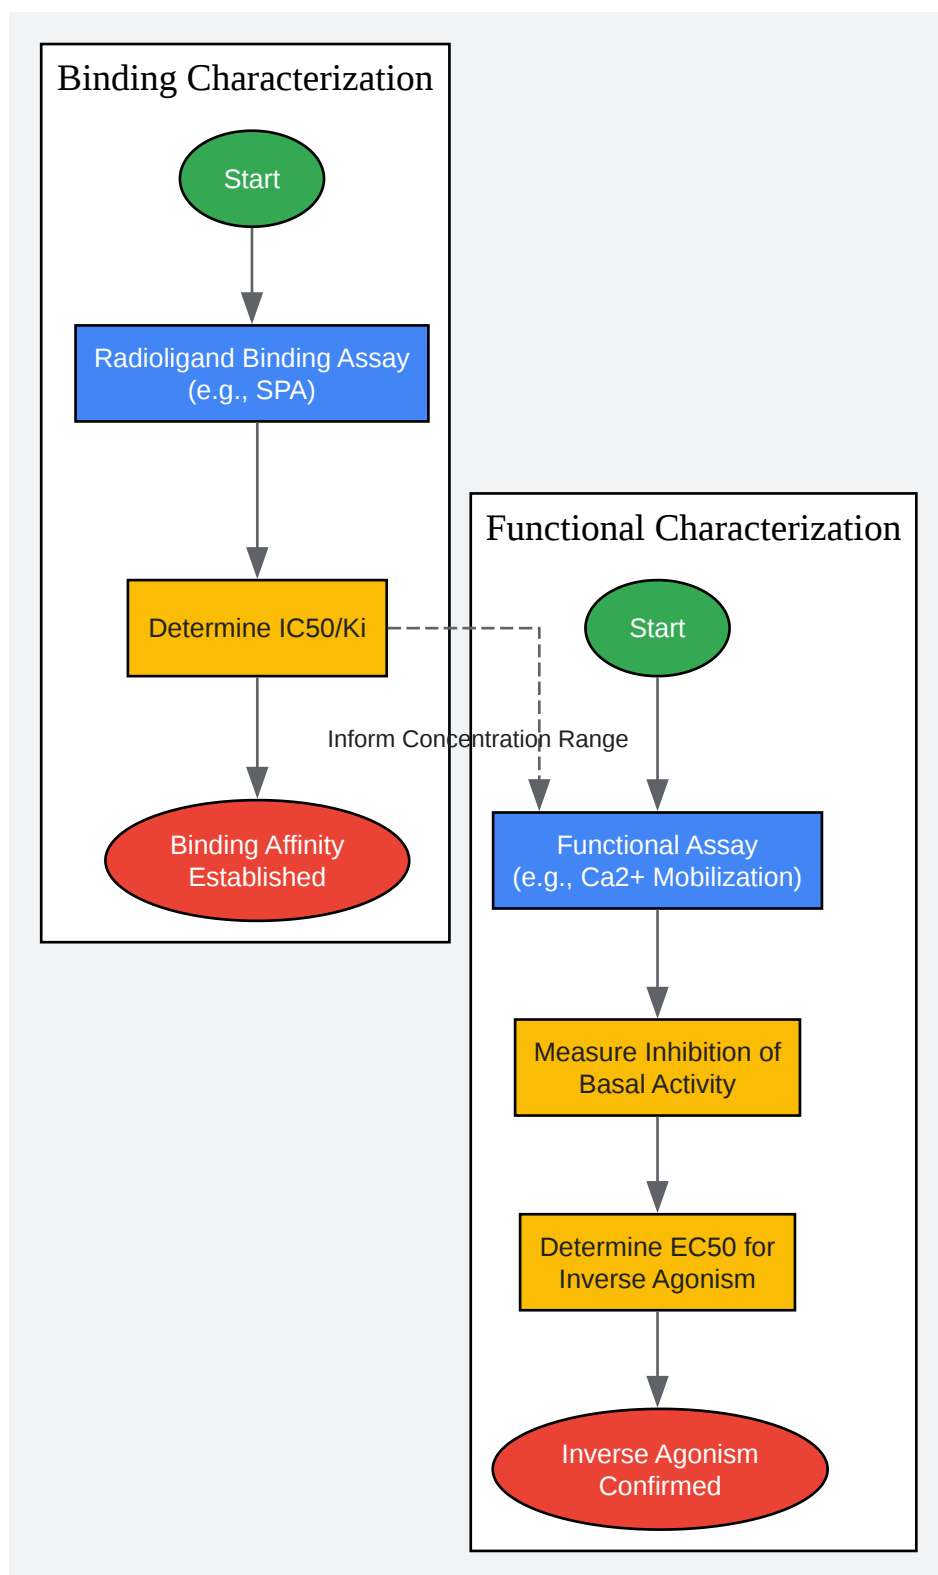 Binding Characterization
Start
Radioligand Binding Assay
(e.g., SPA)
Determine IC50/Ki
Inform Concentration Range
Binding Affinity
Established
Functional Characterization
Start
Functional Assay
(e.g., Ca2+ Mobilization)
Measure Inhibition of
Basal Activity
Determine EC50 for
Inverse Agonism
Inverse Agonism
Confirmed